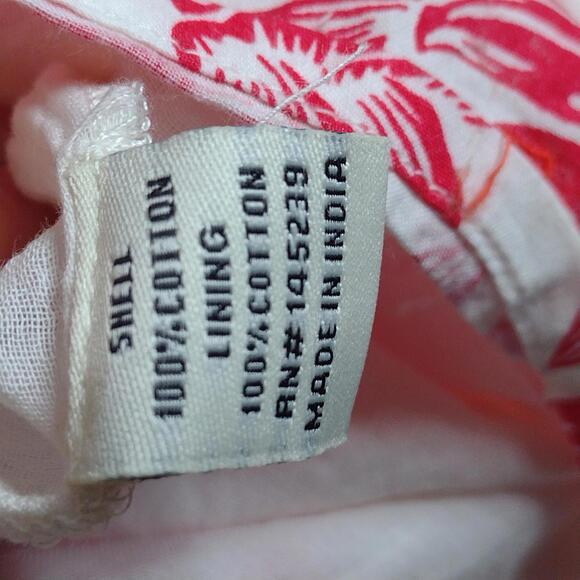 SHELL
100%COTTON
LINING
100%COTTON
RN#145239
MADE IN INDIA